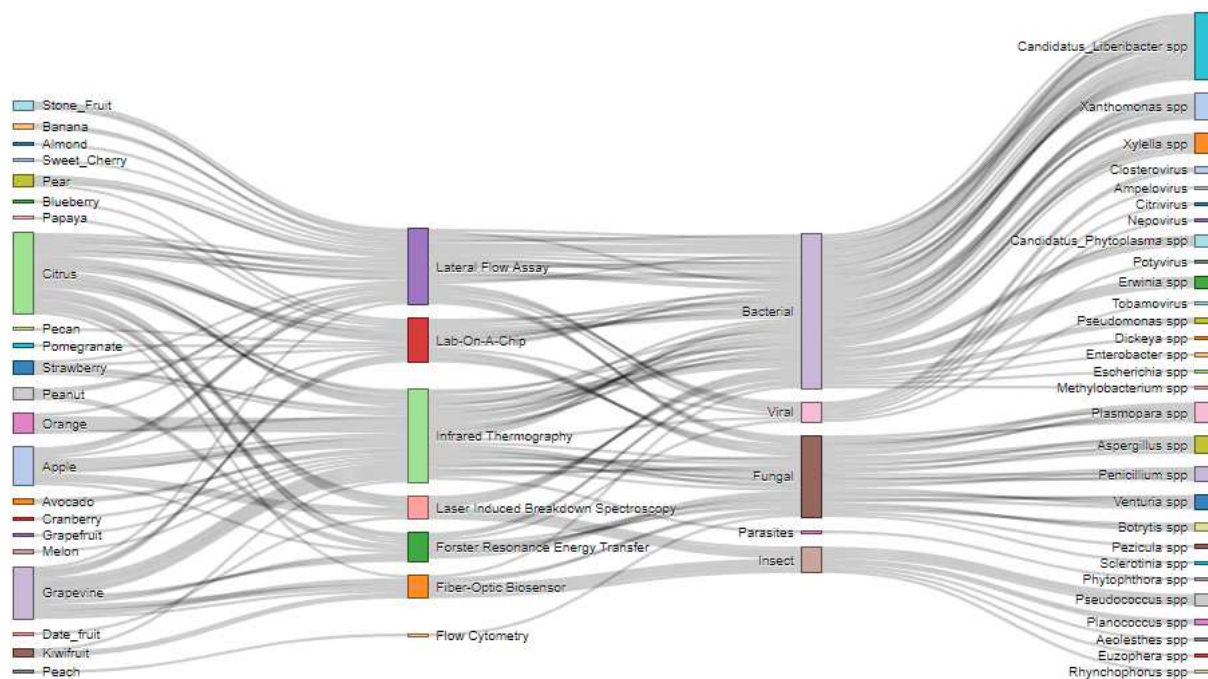 Stone_Fruit
Banana
Almond
Sweet_Cherry
Pear
Blueberry
Papaya
Citrus
Pecan
Pomegranate
Strawberry
Peanut
Orange
Apple
Avocado
Cranberry
Grapefruit
Melon
Grapevine
Date_fruit
Kiwifruit
Peach
Lateral Flow Assay
Lab-On-A-Chip
Infrared Thermography
Laser Induced Breakdown Spectroscopy
Forster Resonance Energy Transfer
Fiber-Optic Biosensor
Flow Cytometry
Bacterial
Viral
Fungal
Parasites
Insect
Candidatus_Liberibacter spp
Xanthomonas spp
Xylella spp
Closterovirus
Ampelovirus
Citrivirus
Nepovirus
Candidatus_Phytoplasma spp
Potyvirus
Erwinia spp
Tobamovirus
Pseudomonas spp
Dickeya spp
Enterobacter spp
Escherichia spp
Methylobacterium spp
Plasmopara spp
Aspergillus spp
Penicillium spp
Venturia spp
Botrytis spp
Pezicula spp
Sclerotinia spp
Phytophthora spp
Pseudococcus spp
Planococcus spp
Aeolesthes spp
Euzophera spp
Rhynchophorus spp